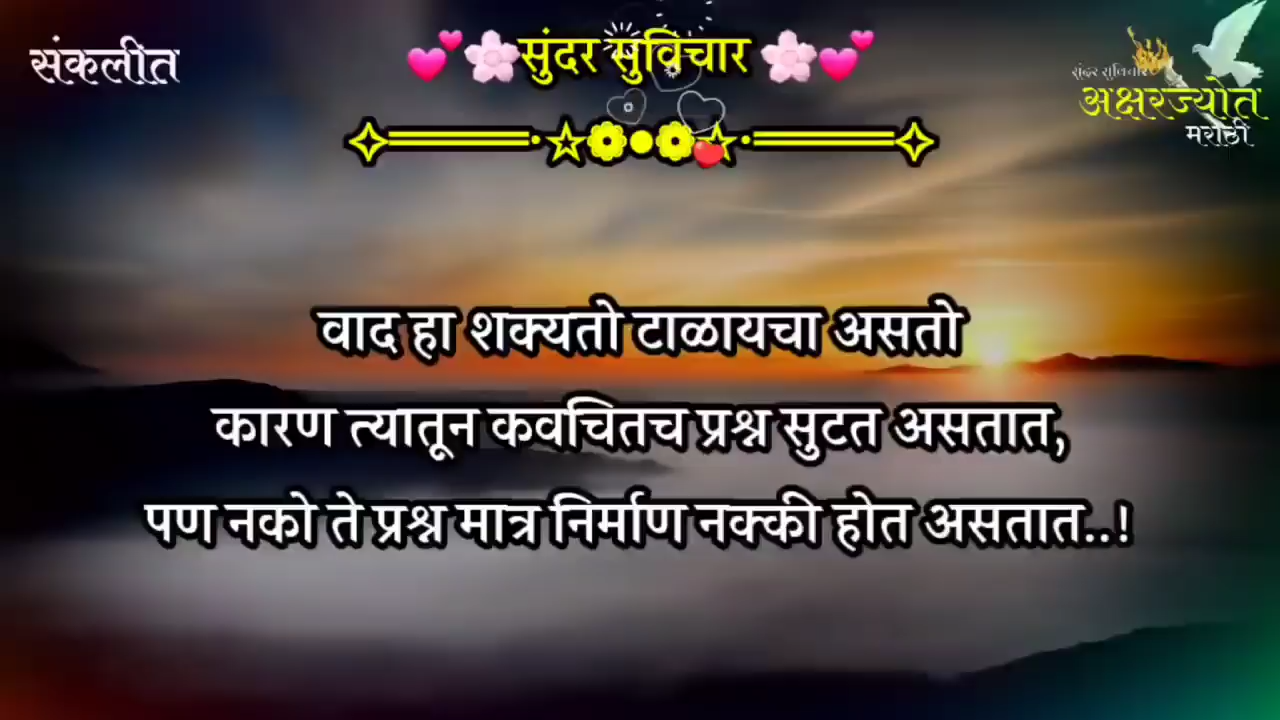 संकलीत
💕🌸सुंदर सुविचार 🌸💕
सुंदर सुविचार
अक्षरज्योत
मराठी
वाद हा शक्यतो टाळायचा असतो
कारण त्यातून कवचितच प्रश्न सुटत असतात,
पण नको ते प्रश्न मात्र निर्माण नक्की होत असतात..!